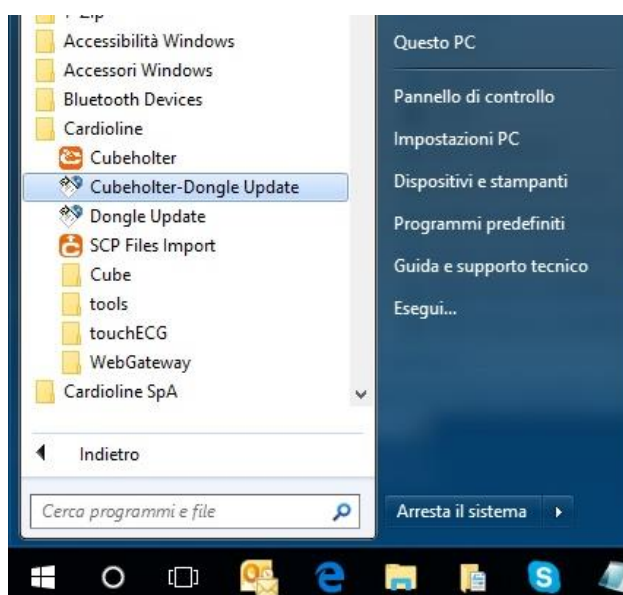 7-Zip
Accessibilità Windows
Accessori Windows
Bluetooth Devices
Cardioline
Cubeholter
Cubeholter-Dongle Update
Dongle Update
SCP Files Import
Cube
tools
touchECG
WebGateway
Cardioline SpA
Indietro
Cerca programmi e file
Questo PC
Pannello di controllo
Impostazioni PC
Dispositivi e stampanti
Programmi predefiniti
Guida e supporto tecnico
Esegui...
Arresta il sistema